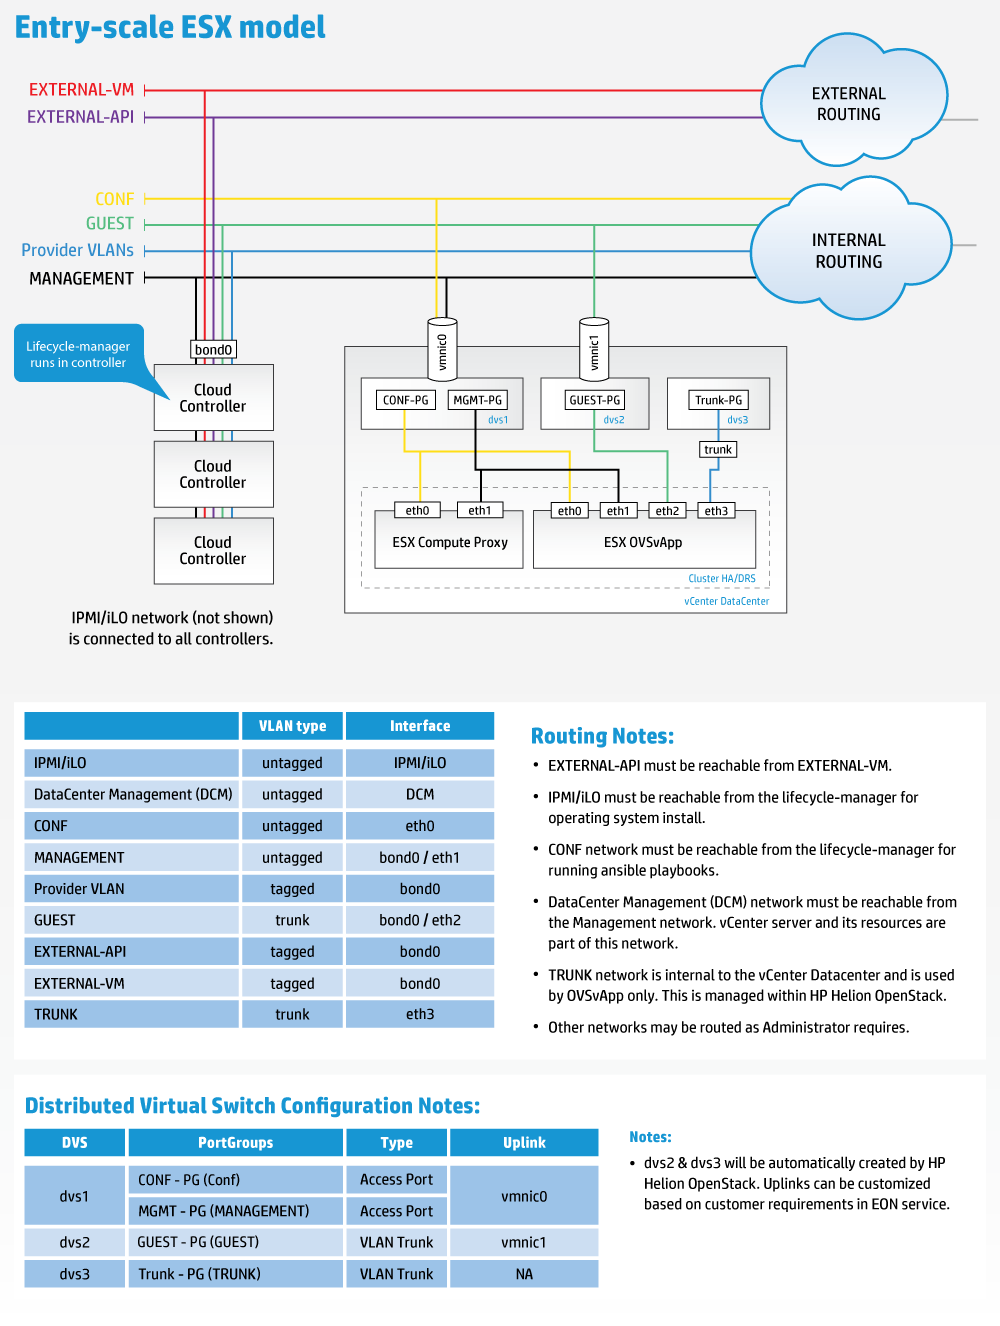 Entry-scale ESX model
EXTERNAL-VM
EXTERNAL-API
EXTERNAL
ROUTING
CONF
GUEST
Provider VLANs
MANAGEMENT
INTERNAL
ROUTING
Lifecycle-manager
runs in controller
bond0
Cloud
Controller
Cloud
Controller
Cloud
Controller
IPMI/iLO network (not shown)
is connected to all controllers.
vmnic0
vmnic1
CONF-PG
MGMT-PG
dvs1
GUEST-PG
dvs2
Trunk-PG
dvs3
trunk
eth0
eth1
eth0
eth1
eth2
eth3
ESX Compute Proxy
ESX OVSvApp
Cluster HA/DRS
vCenter DataCenter
VLAN type Interface
IPMI/iLO untagged IPMI/iLO
DataCenter Management (DCM) untagged DCM
CONF untagged eth0
MANAGEMENT untagged bond0 / eth1
Provider VLAN tagged bond0
GUEST trunk bond0 / eth2
EXTERNAL-API tagged bond0
EXTERNAL-VM tagged bond0
TRUNK trunk eth3
Routing Notes:
• EXTERNAL-API must be reachable from EXTERNAL-VM.
• IPMI/iLO must be reachable from the lifecycle-manager for
operating system install.
• CONF network must be reachable from the lifecycle-manager for
running ansible playbooks.
• DataCenter Management (DCM) network must be reachable from
the Management network. vCenter server and its resources are
part of this network.
• TRUNK network is internal to the vCenter Datacenter and is used
by OVSvApp only. This is managed within HP Helion OpenStack.
• Other networks may be routed as Administrator requires.
Distributed Virtual Switch Configuration Notes:
DVS PortGroups Type Uplink
dvs1 CONF - PG (Conf) Access Port vmnic0
MGMT - PG (MANAGEMENT) Access Port
dvs2 GUEST - PG (GUEST) VLAN Trunk vmnic1
dvs3 Trunk - PG (TRUNK) VLAN Trunk NA
Notes:
• dvs2 & dvs3 will be automatically created by HP
Helion OpenStack. Uplinks can be customized
based on customer requirements in EON service.